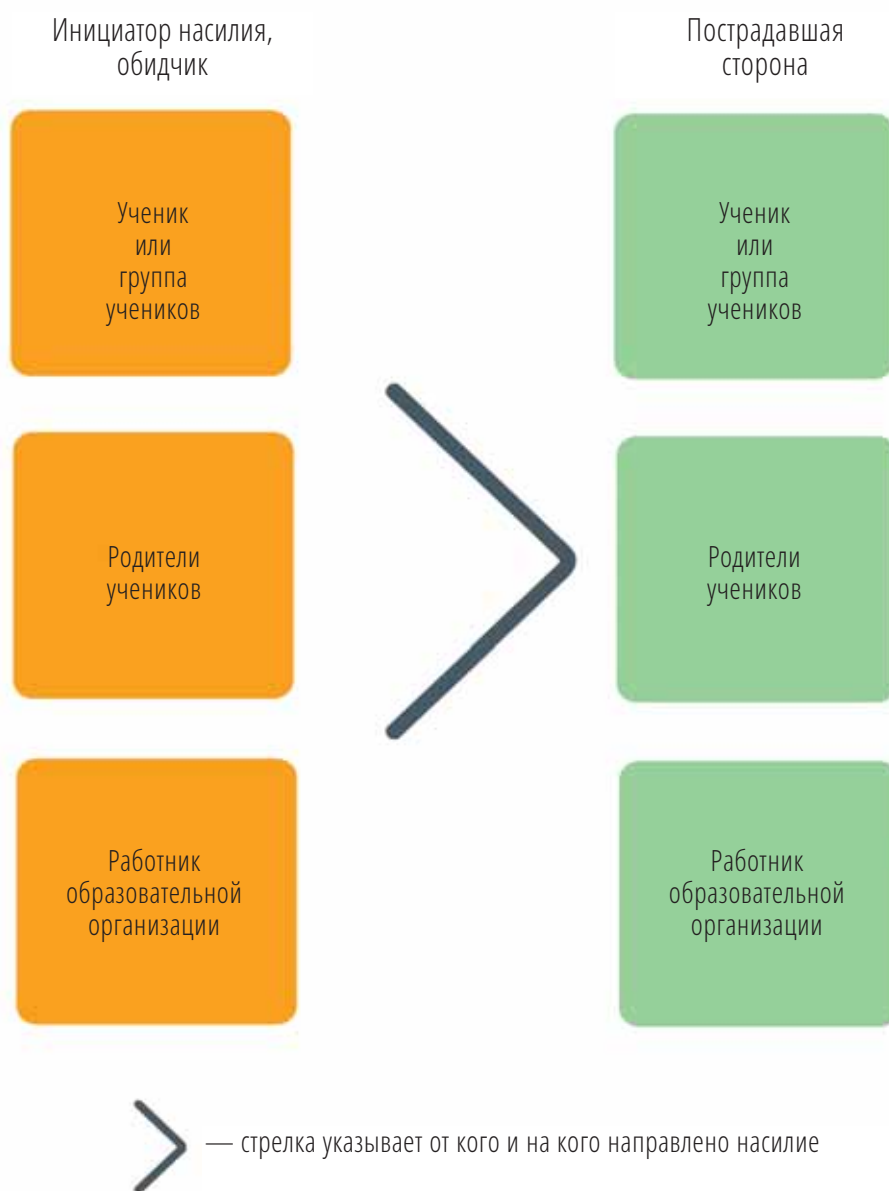 Инициатор насилия,
обидчик
Пострадавшая
сторона
Ученик
или
группа
учеников
Ученик
или
группа
учеников
Родители
учеников
Родители
учеников
Работник
образовательной
организации
Работник
образовательной
организации
— стрелка указывает от кого и на кого направлено насилие